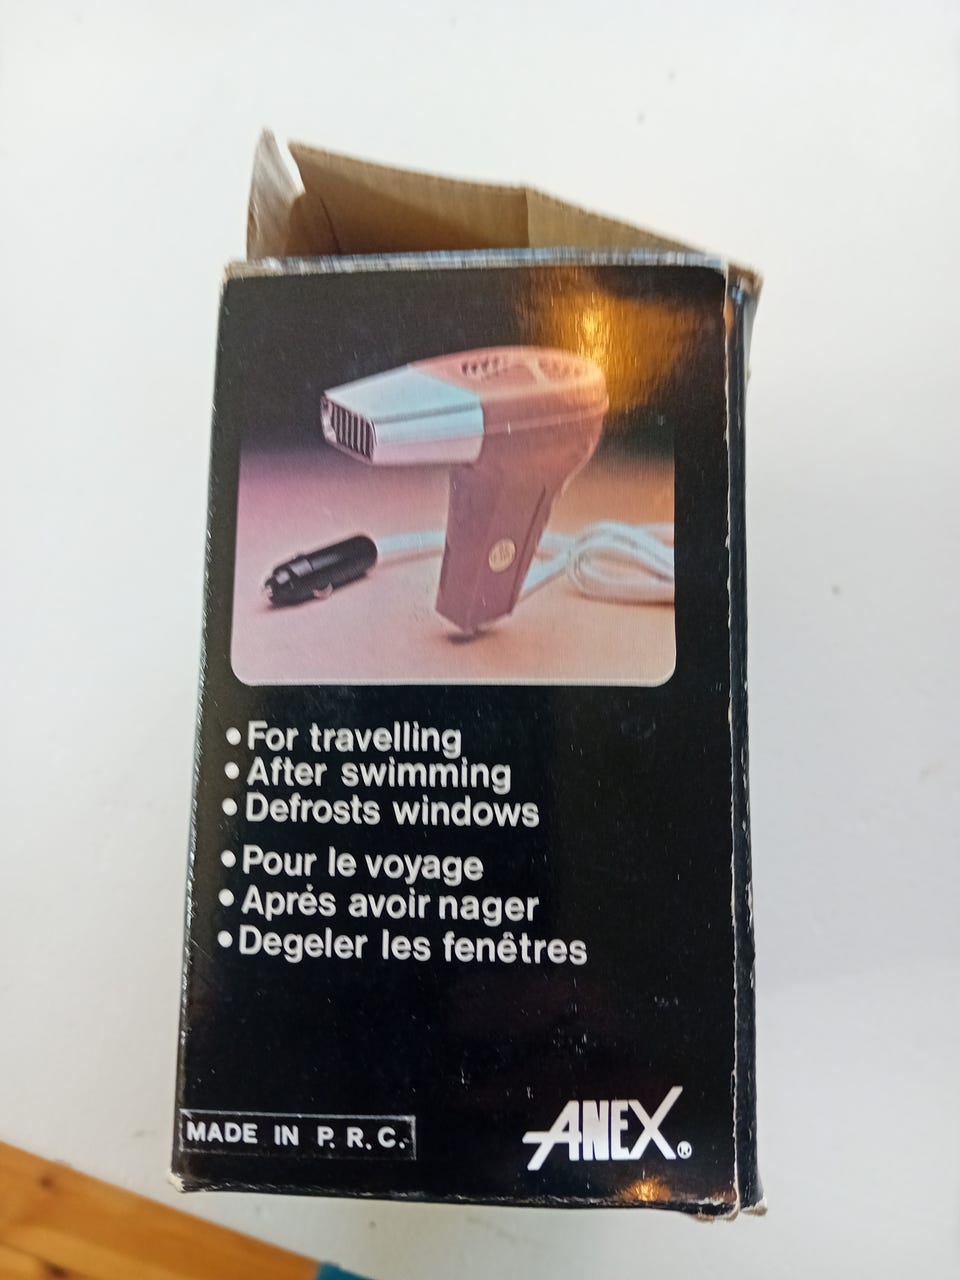 • For travelling
• After swimming
• Defrosts windows
• Pour le voyage
• Aprés avoir nager
• Degeler les fenêtres
MADE IN P.R.C.
ANEX®